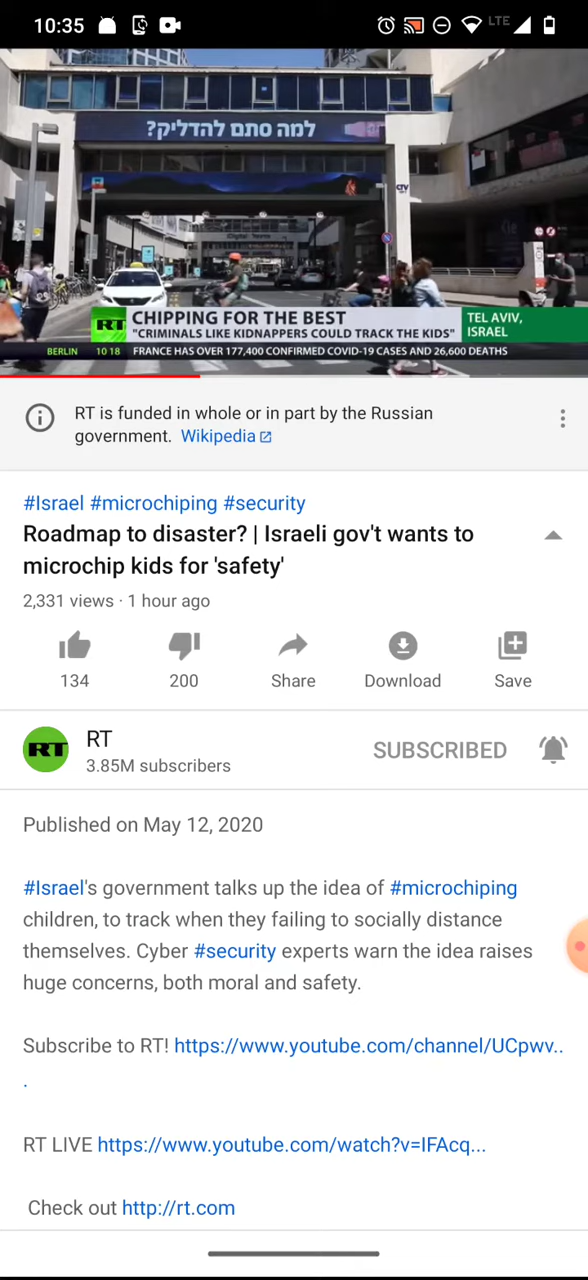 10:35
LTE
למה סתם להדליק?
CTV
RT
CHIPPING FOR THE BEST
"CRIMINALS LIKE KIDNAPPERS COULD TRACK THE KIDS"
TEL AVIV,
ISRAEL
BERLIN 10 18 FRANCE HAS OVER 177,400 CONFIRMED COVID-19 CASES AND 26,600 DEATHS
RT is funded in whole or in part by the Russian
government. Wikipedia
#Israel #microchiping #security
Roadmap to disaster? | Israeli gov't wants to
microchip kids for 'safety'
2,331 views · 1 hour ago
134 200 Share Download Save
RT
RT
3.85M subscribers
SUBSCRIBED
Published on May 12, 2020
#Israel's government talks up the idea of #microchiping
children, to track when they failing to socially distance
themselves. Cyber #security experts warn the idea raises
huge concerns, both moral and safety.
Subscribe to RT! https://www.youtube.com/channel/UCpwv..
.
RT LIVE https://www.youtube.com/watch?v=IFAcq...
Check out http://rt.com